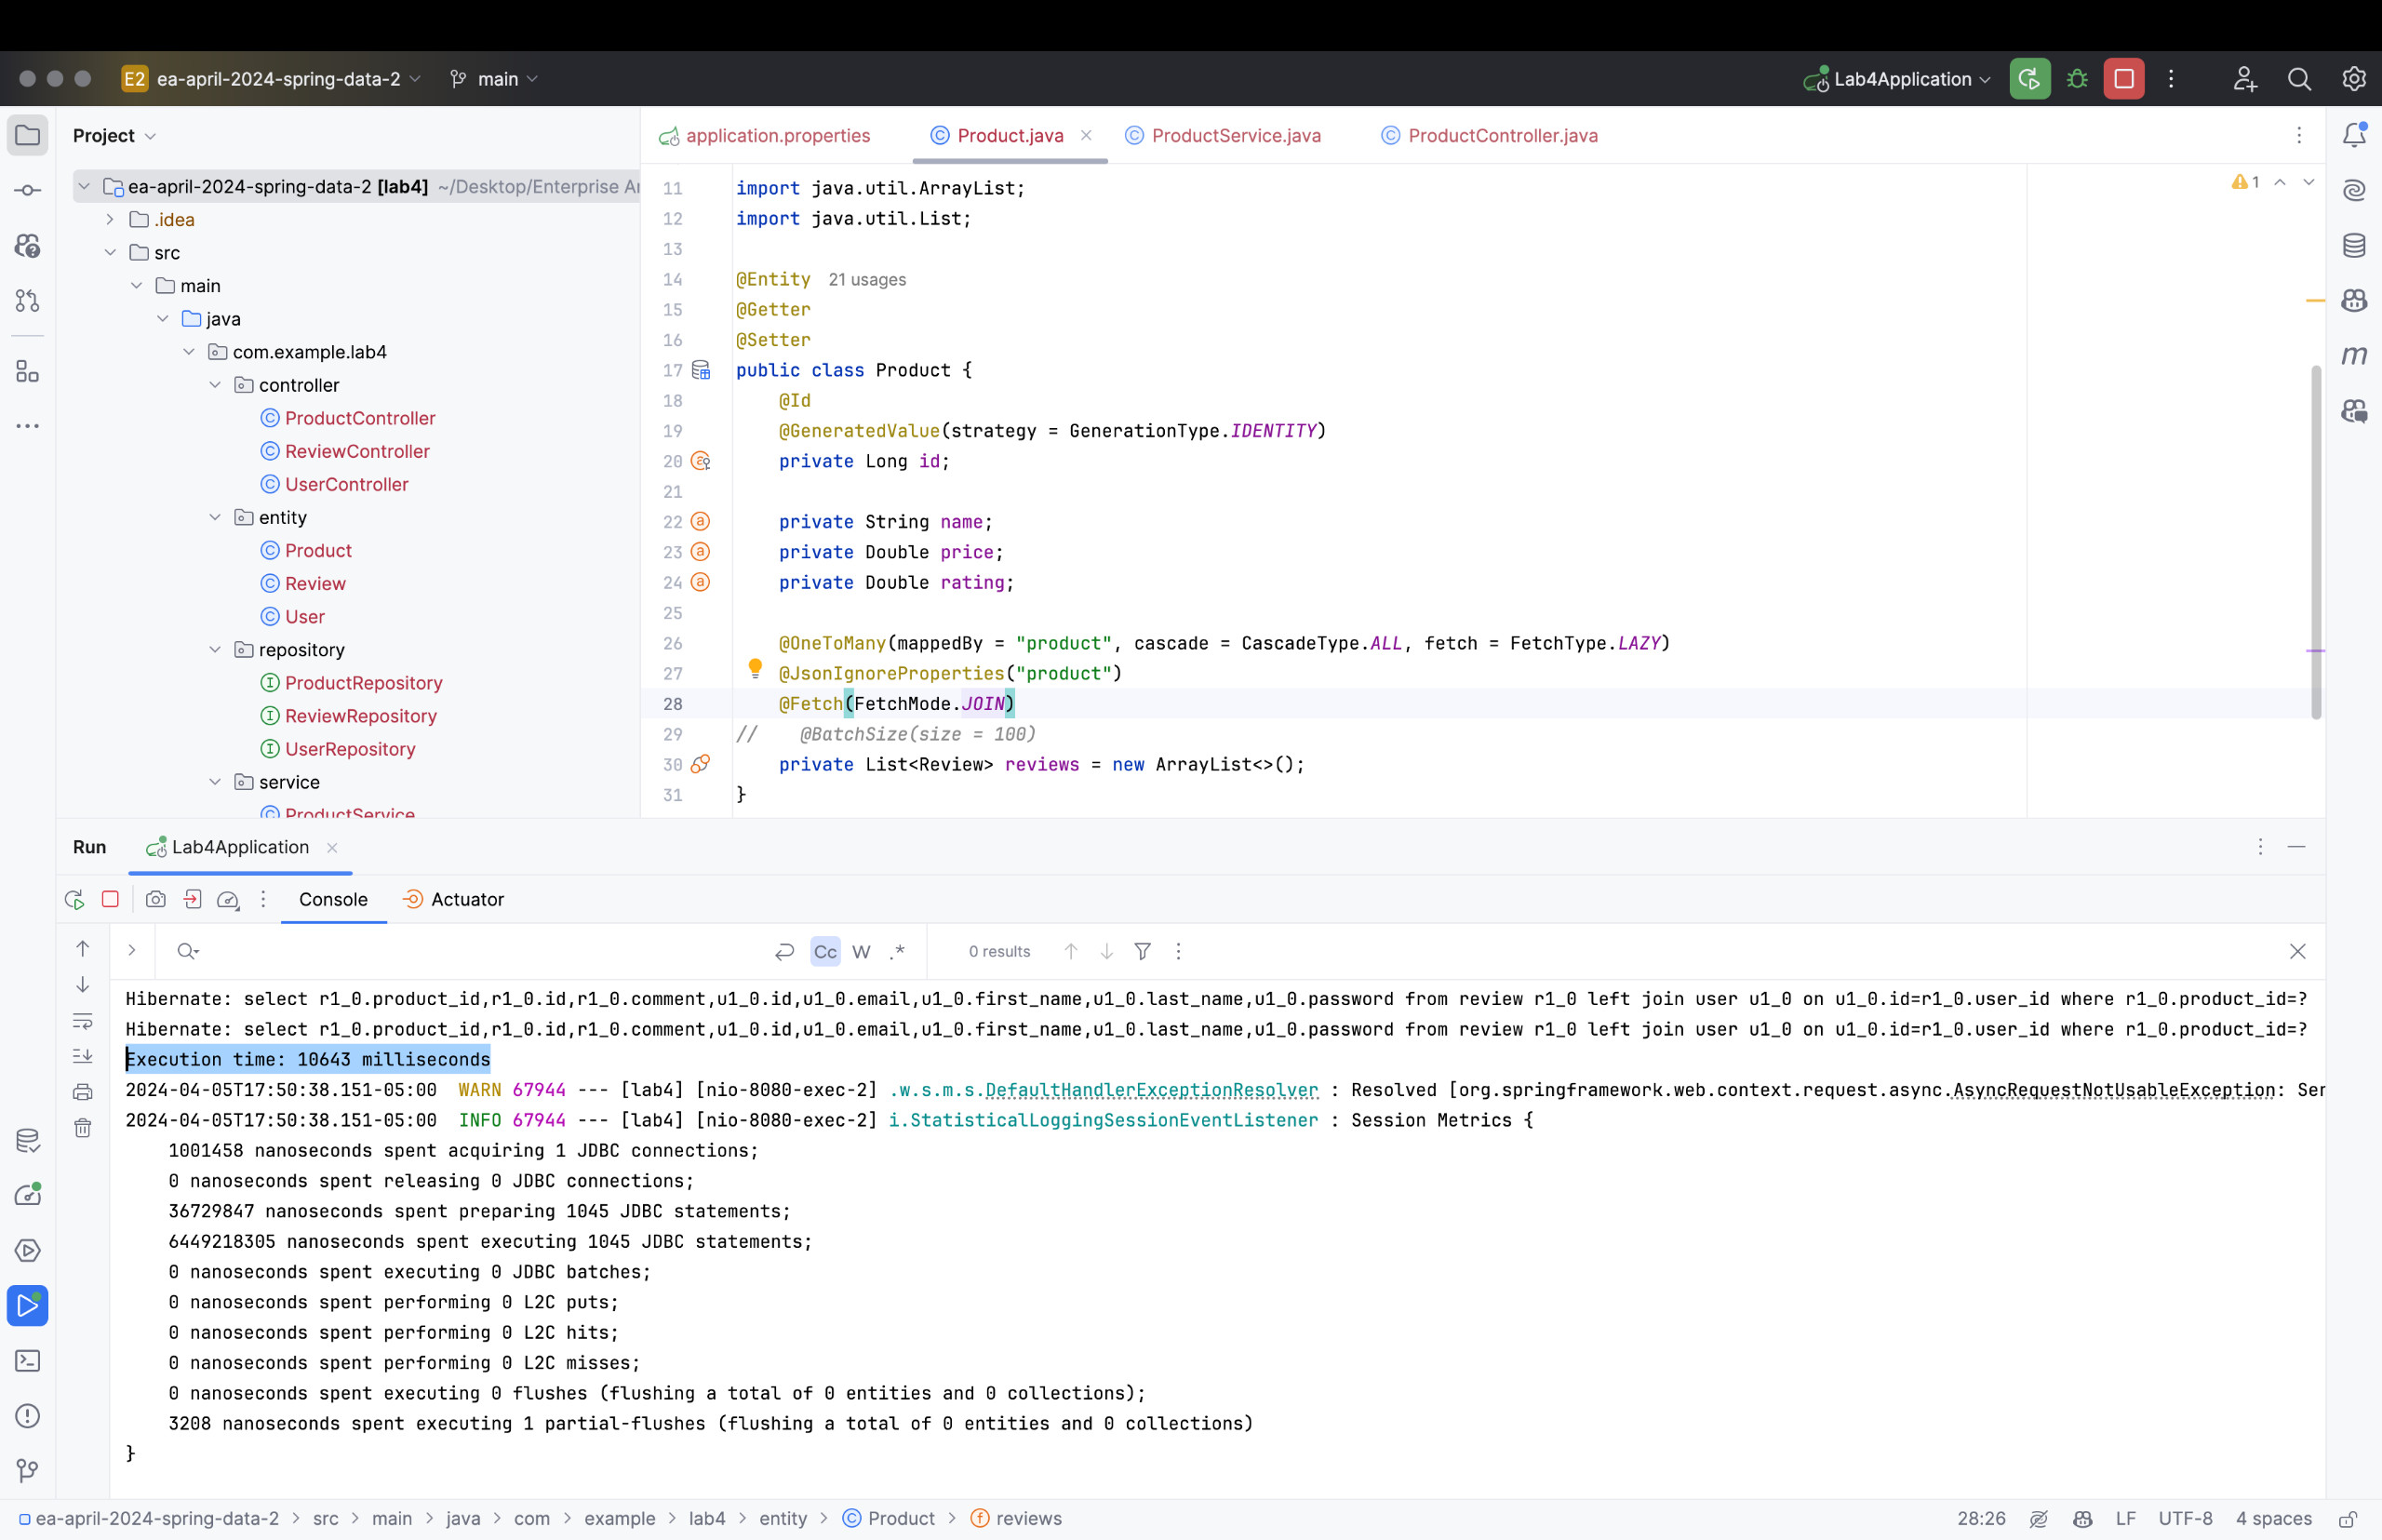 E2 ea-april-2024-spring-data-2 main Lab4Application
Project
ea-april-2024-spring-data-2 [lab4] ~/Desktop/Enterprise Ar
.idea
src
main
java
com.example.lab4
controller
ProductController
ReviewController
UserController
entity
Product
Review
User
repository
ProductRepository
ReviewRepository
UserRepository
service
ProductService
application.properties Product.java ProductService.java ProductController.java
1
11 import java.util.ArrayList;
12 import java.util.List;
13
14 @Entity 21 usages
15 @Getter
16 @Setter
17 public class Product {
18 @Id
19 @GeneratedValue(strategy = GenerationType.IDENTITY)
20 private Long id;
21
22 private String name;
23 private Double price;
24 private Double rating;
25
26 @OneToMany(mappedBy = "product", cascade = CascadeType.ALL, fetch = FetchType.LAZY)
27 @JsonIgnoreProperties("product")
28 @Fetch(FetchMode.JOIN)
29 // @BatchSize(size = 100)
30 private List<Review> reviews = new ArrayList<>();
31 }
Run Lab4Application
Console Actuator
Cc W .* 0 results
Hibernate: select r1_0.product_id,r1_0.id,r1_0.comment,u1_0.id,u1_0.email,u1_0.first_name,u1_0.last_name,u1_0.password from review r1_0 left join user u1_0 on u1_0.id=r1_0.user_id where r1_0.product_id=?
Hibernate: select r1_0.product_id,r1_0.id,r1_0.comment,u1_0.id,u1_0.email,u1_0.first_name,u1_0.last_name,u1_0.password from review r1_0 left join user u1_0 on u1_0.id=r1_0.user_id where r1_0.product_id=?
Execution time: 10643 milliseconds
2024-04-05T17:50:38.151-05:00 WARN 67944 --- [lab4] [nio-8080-exec-2] .w.s.m.s.DefaultHandlerExceptionResolver : Resolved [org.springframework.web.context.request.async.AsyncRequestNotUsableException: Ser
2024-04-05T17:50:38.151-05:00 INFO 67944 --- [lab4] [nio-8080-exec-2] i.StatisticalLoggingSessionEventListener : Session Metrics {
1001458 nanoseconds spent acquiring 1 JDBC connections;
0 nanoseconds spent releasing 0 JDBC connections;
36729847 nanoseconds spent preparing 1045 JDBC statements;
6449218305 nanoseconds spent executing 1045 JDBC statements;
0 nanoseconds spent executing 0 JDBC batches;
0 nanoseconds spent performing 0 L2C puts;
0 nanoseconds spent performing 0 L2C hits;
0 nanoseconds spent performing 0 L2C misses;
0 nanoseconds spent executing 0 flushes (flushing a total of 0 entities and 0 collections);
3208 nanoseconds spent executing 1 partial-flushes (flushing a total of 0 entities and 0 collections)
}
ea-april-2024-spring-data-2 > src > main > java > com > example > lab4 > entity > Product > reviews 28:26 LF UTF-8 4 spaces